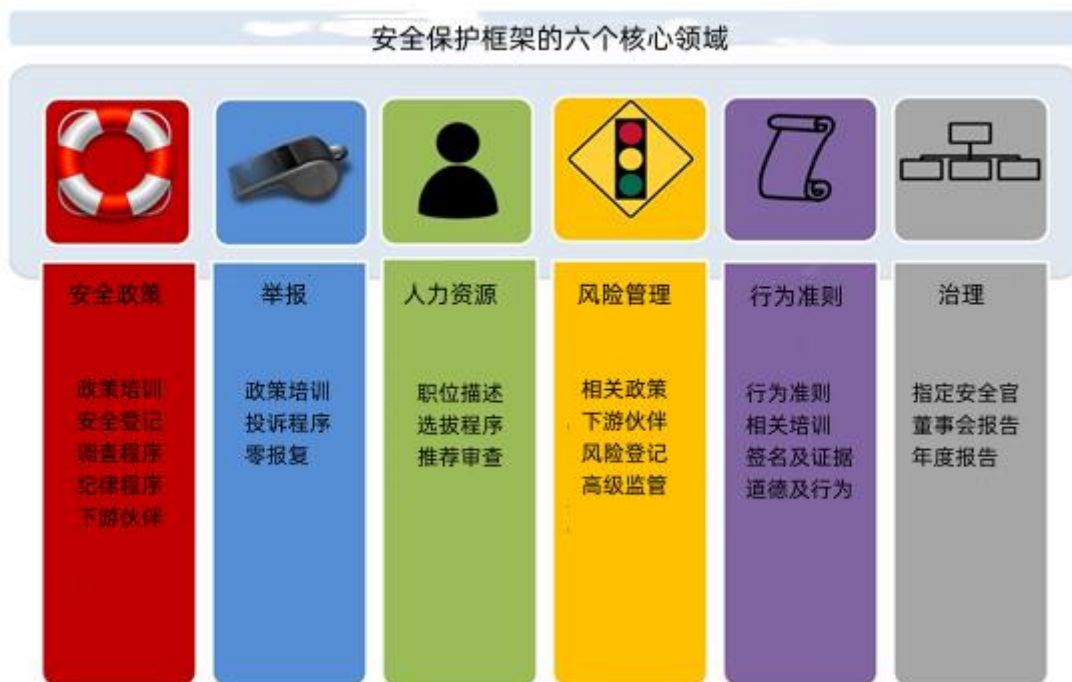 安全保护框架的六个核心领域
安全政策
政策培训
安全登记
调查程序
纪律程序
下游伙伴
举报
政策培训
投诉程序
零报复
人力资源
职位描述
选拔程序
推荐审查
风险管理
相关政策
下游伙伴
风险登记
高级监管
行为准则
行为准则
相关培训
签名及证据
道德及行为
治理
指定安全官
董事会报告
年度报告